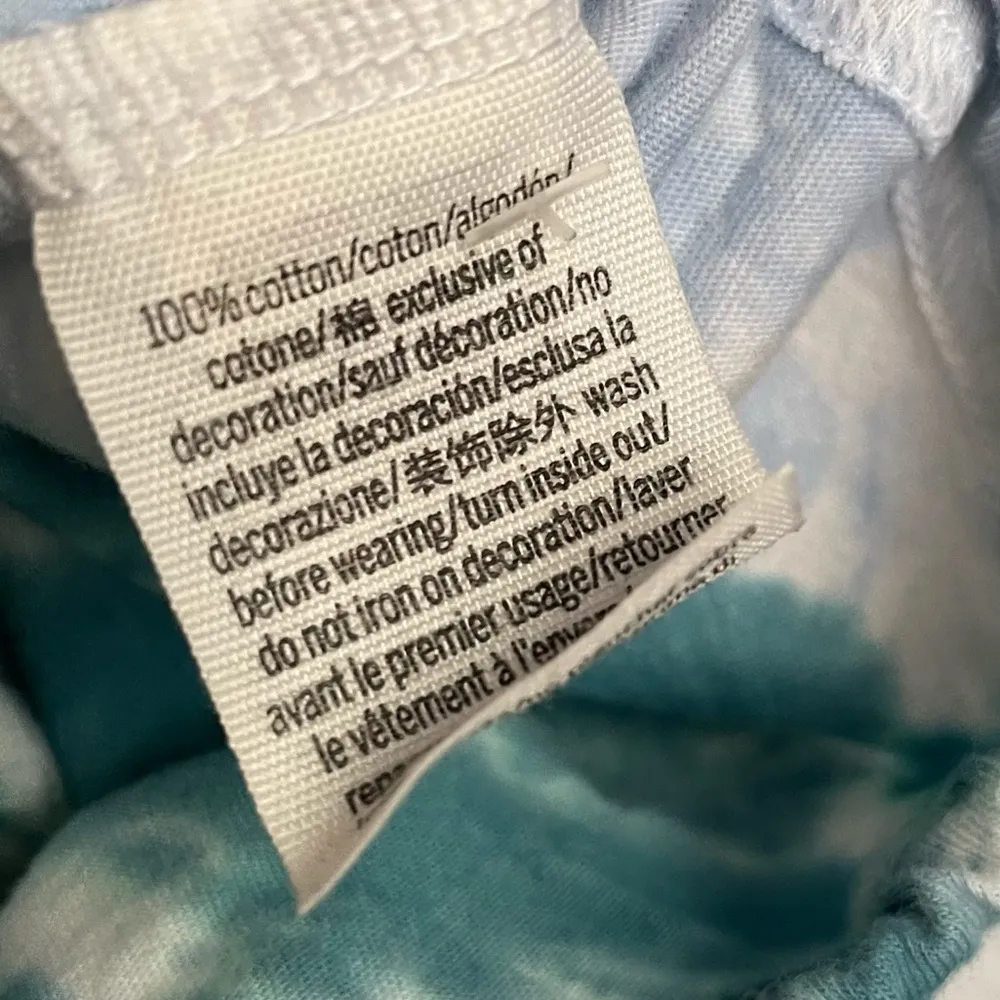 100% cotton/coton/algodón/
cotone/棉 exclusive of
decoration/sauf décoration/no
incluye la decoración/esclusa la
decorazione/装饰除外 wash
before wearing/turn inside out/
do not iron on decoration/laver
avant le premier usage/retourner
le vêtement à l'envers/